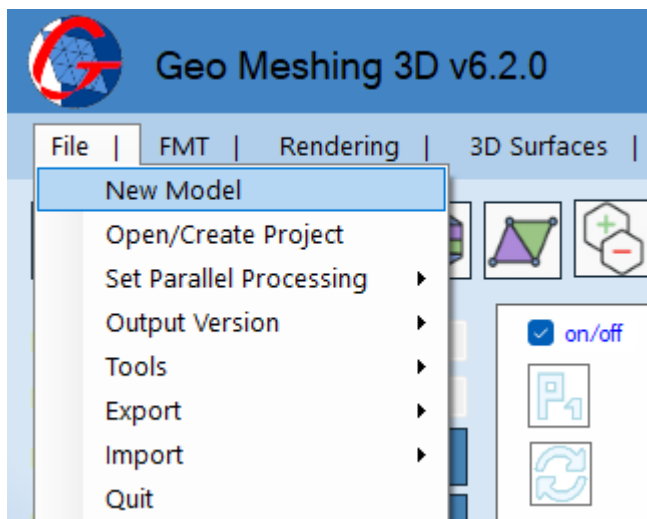 Geo Meshing 3D v6.2.0
File | FMT | Rendering | 3D Surfaces |
New Model
Open/Create Project
Set Parallel Processing
Output Version
on/off
Tools
P1
Export
Import
Quit